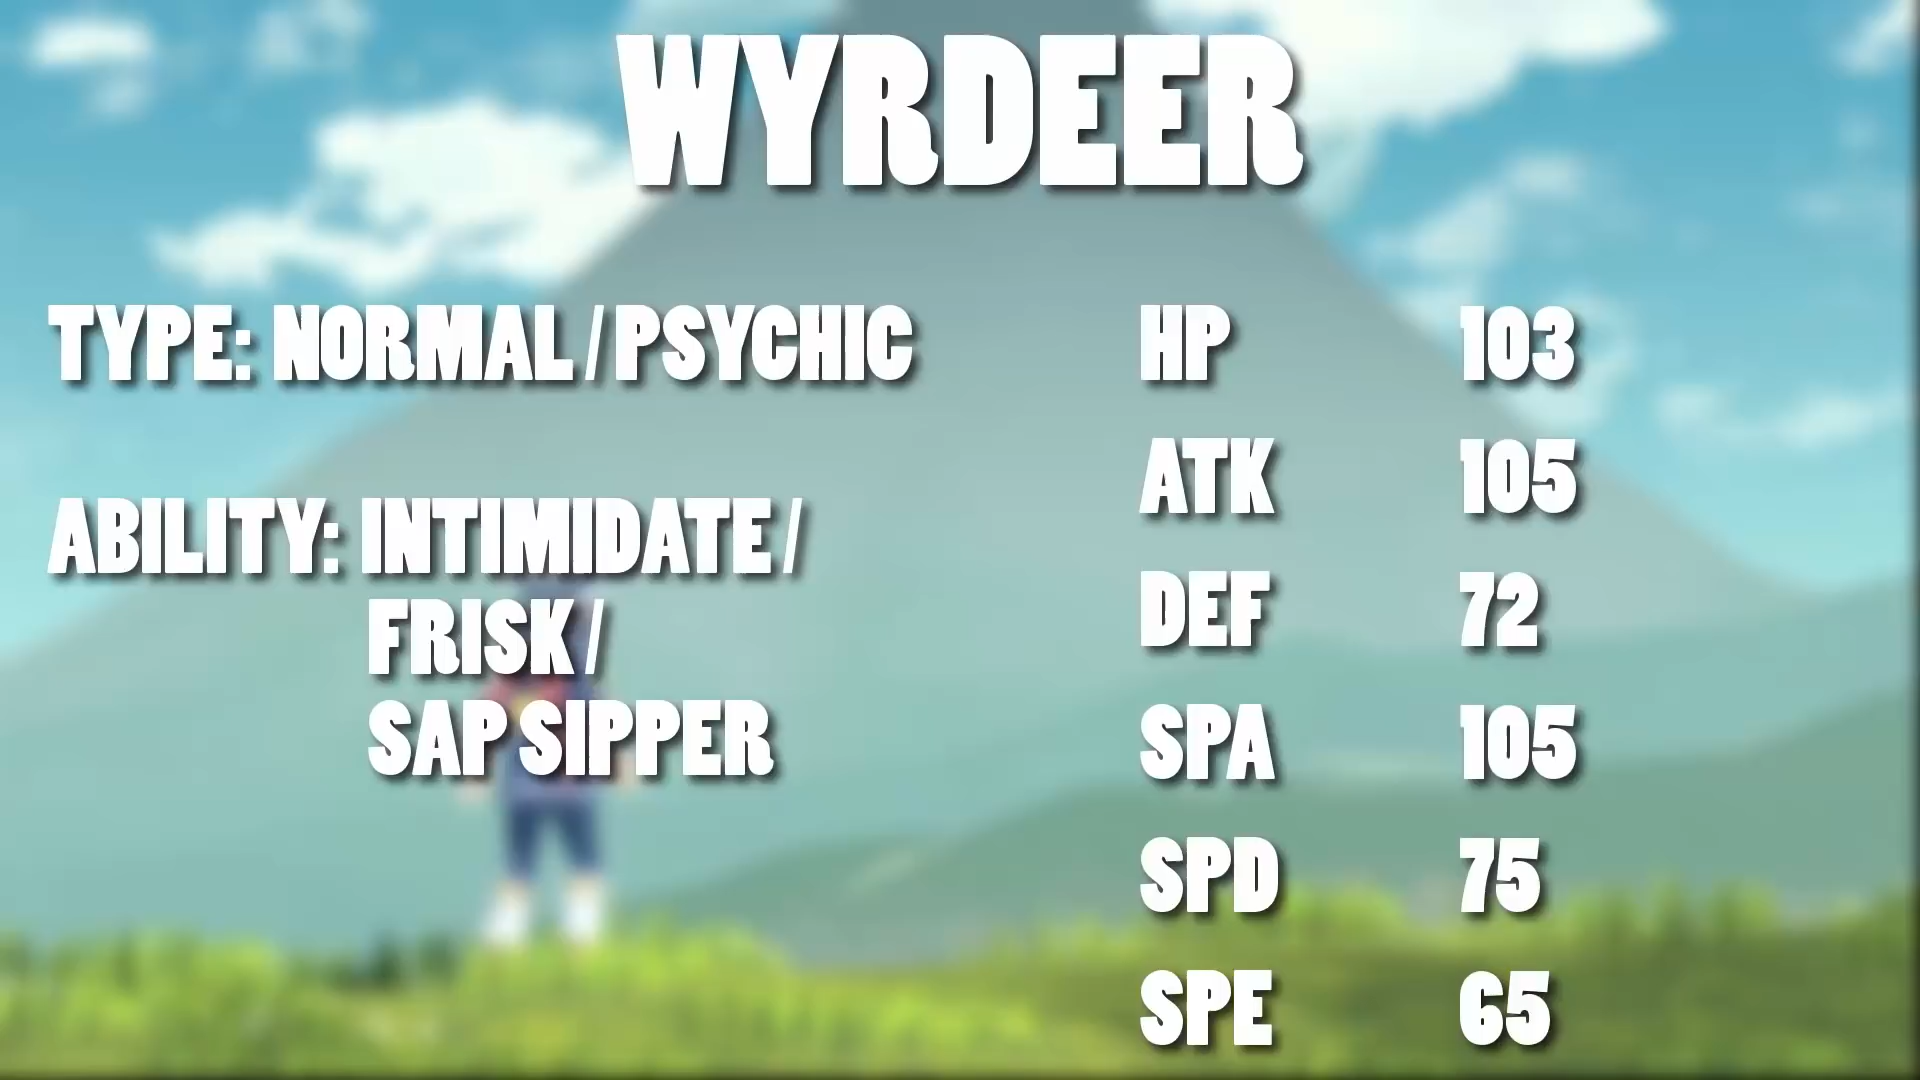 WYRDEER
TYPE: NORMAL / PSYCHIC
ABILITY: INTIMIDATE /
FRISK /
SAP SIPPER
HP 103
ATK 105
DEF 72
SPA 105
SPD 75
SPE 65